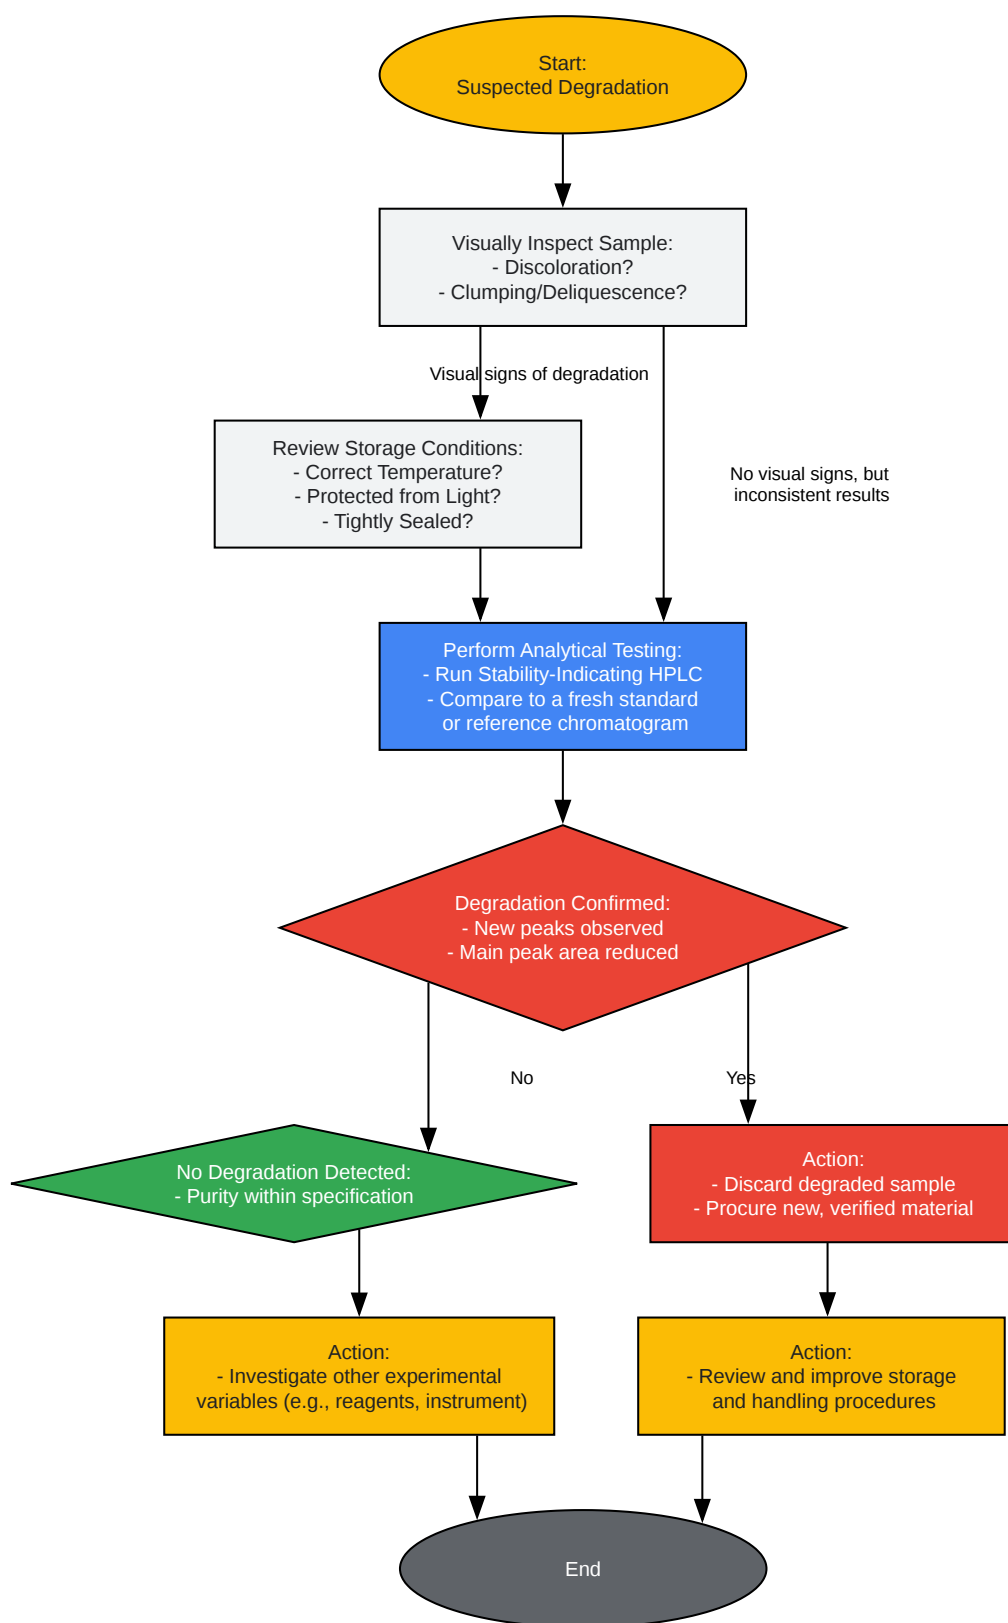 Start:
Suspected Degradation
Visually Inspect Sample:
- Discoloration?
- Clumping/Deliquescence?
Visual signs of degradation
Review Storage Conditions:
- Correct Temperature?
- Protected from Light?
- Tightly Sealed?
No visual signs, but
inconsistent results
Perform Analytical Testing:
- Run Stability-Indicating HPLC
- Compare to a fresh standard
or reference chromatogram
Degradation Confirmed:
- New peaks observed
- Main peak area reduced
No
Yes
No Degradation Detected:
- Purity within specification
Action:
- Discard degraded sample
- Procure new, verified material
Action:
- Investigate other experimental
variables (e.g., reagents, instrument)
Action:
- Review and improve storage
and handling procedures
End